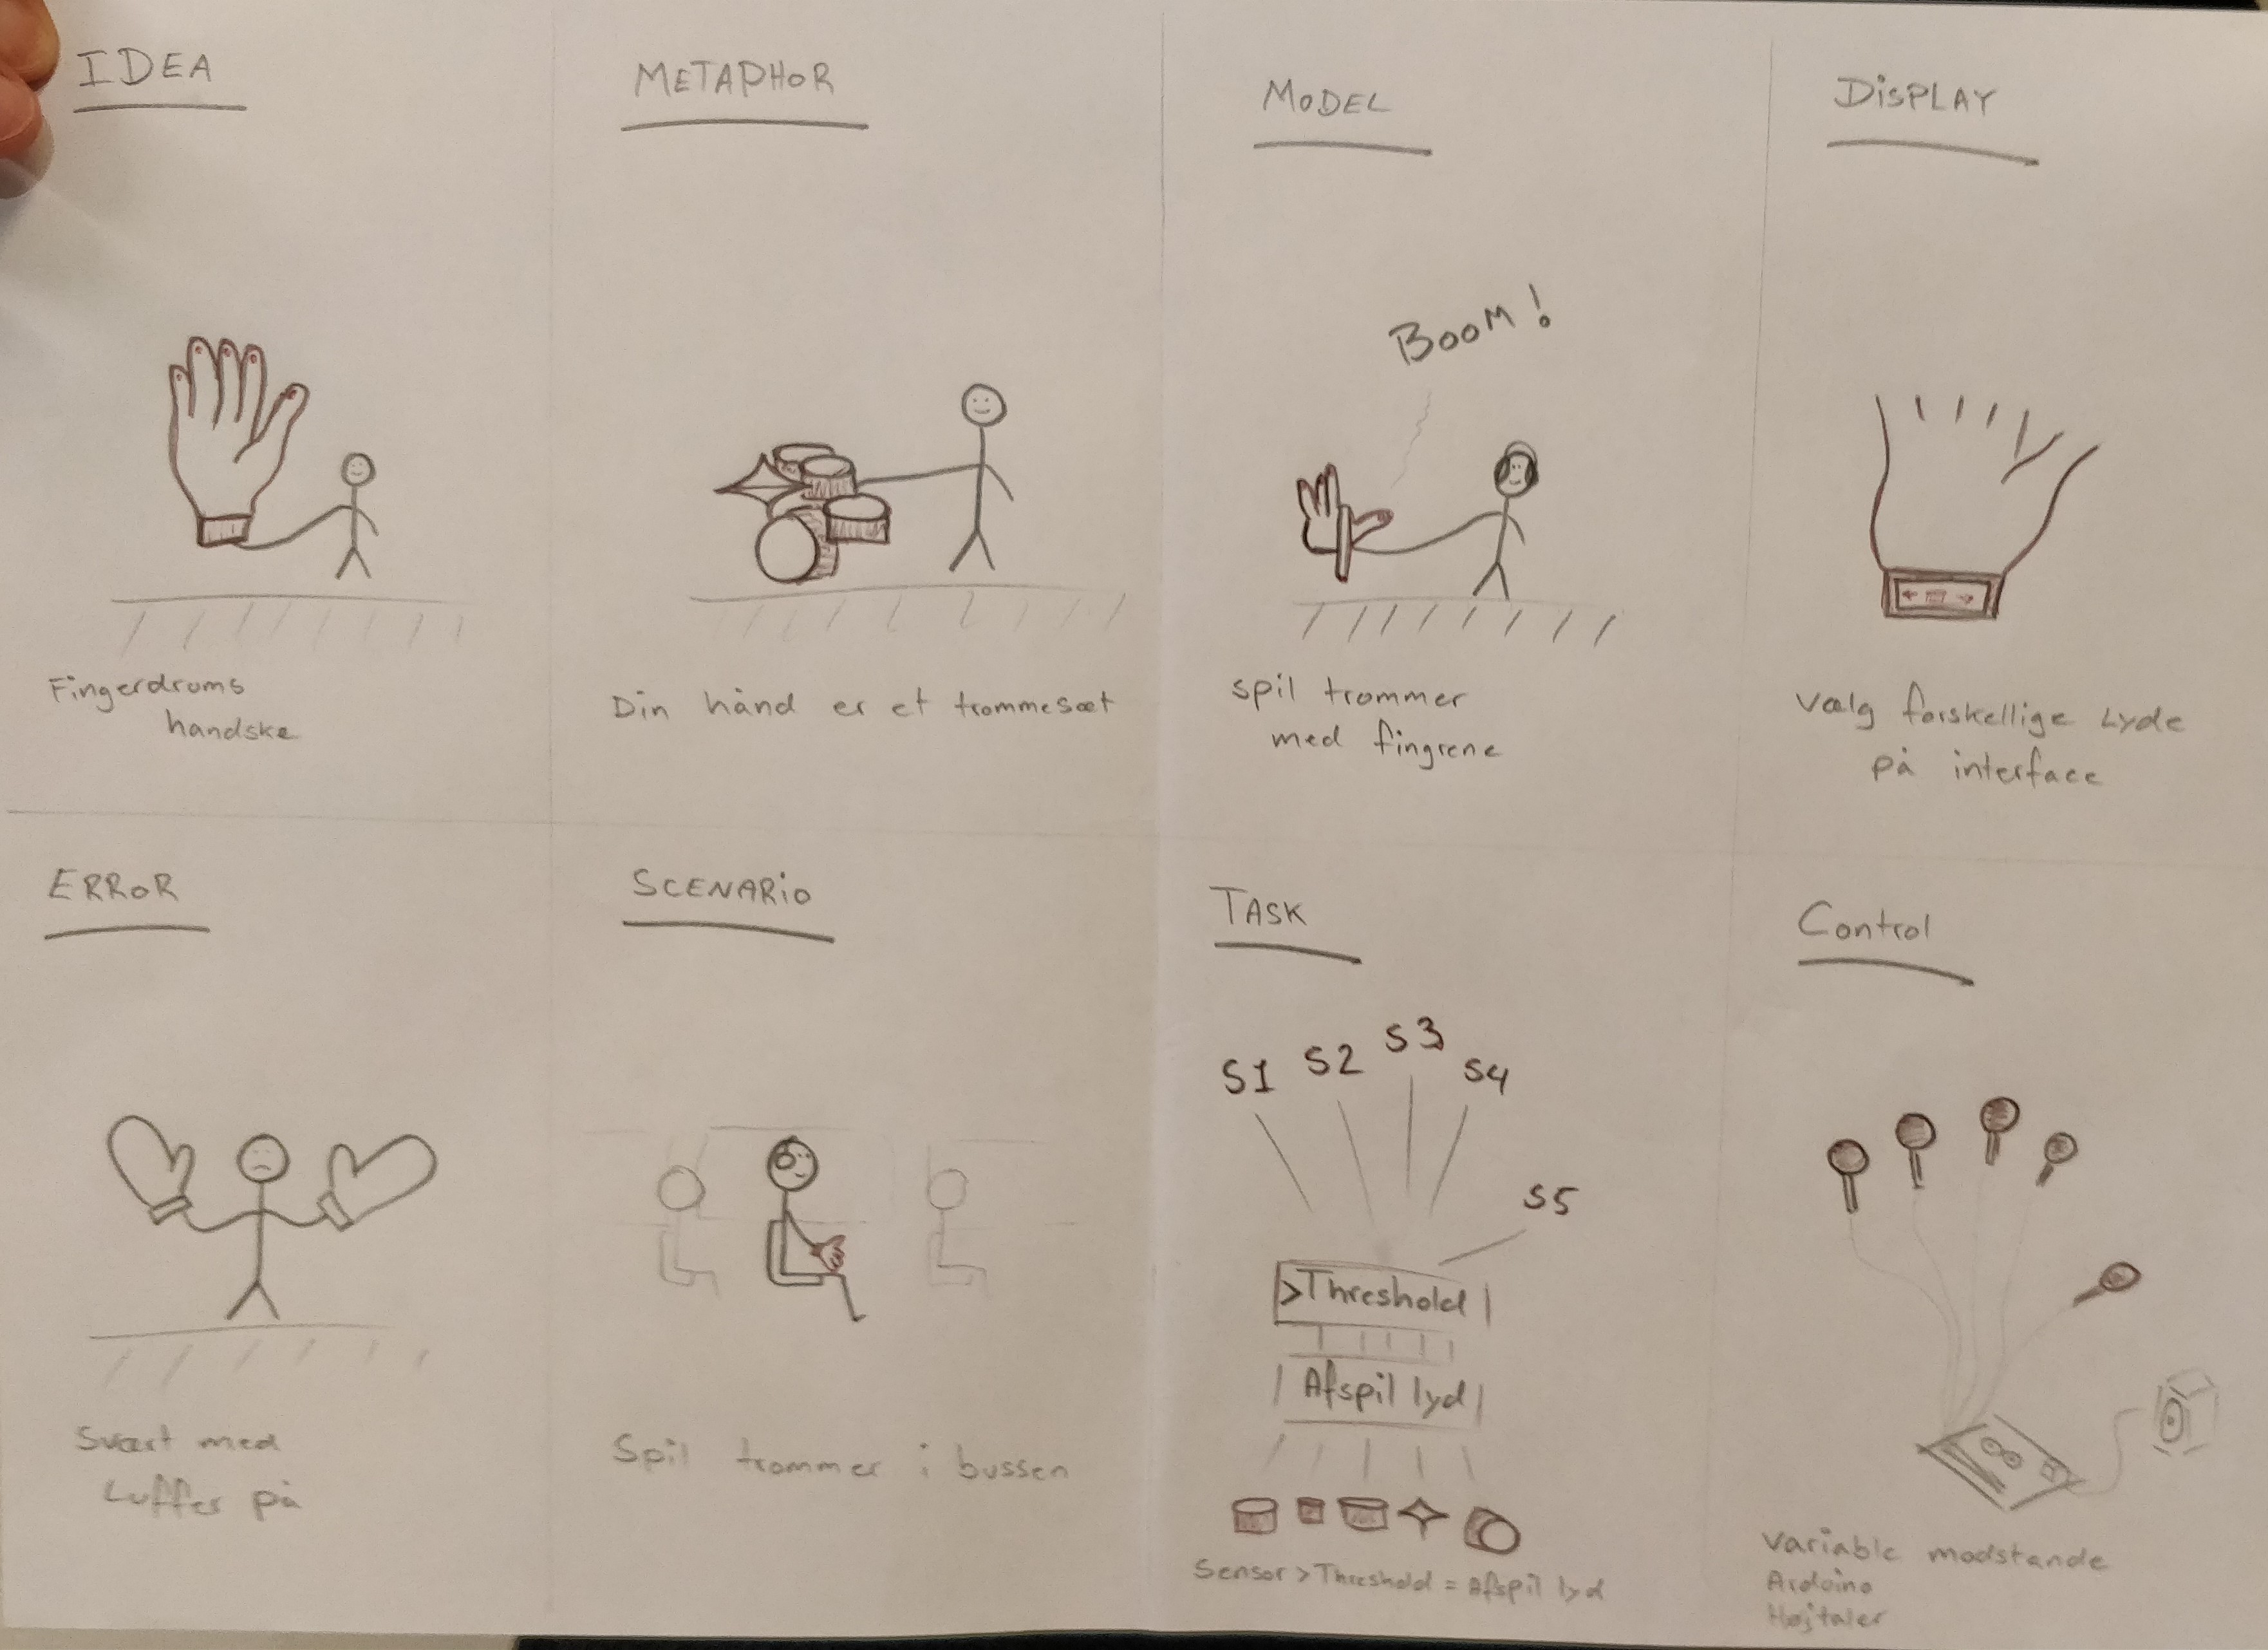 IDEA
Fingerdrums
handske
METAPHOR
Din hånd er et trommesæt
MODEL
BOOM!
spil trommer
med fingrene
DISPLAY
vælg forskellige lyde
på interface
ERROR
Svært med
Luffer på
SCENARIO
Spil trommer i bussen
TASK
S1 S2 S3 S4
S5
>Threshold
Afspil lyd
Sensor > Threshold = Afspil lyd
Control
Variable modstande
Arduino
Højtaler